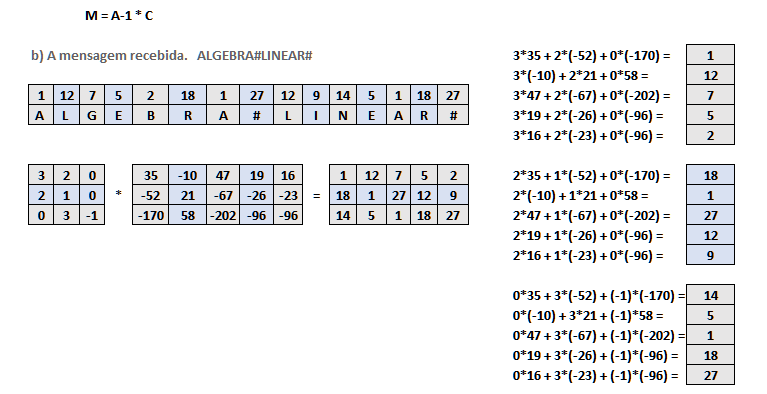 M = A-1 * C
b) A mensagem recebida. ALGEBRA#LINEAR#
1 12 7 5 2 18 1 27 12 9 14 5 1 18 27
A L G E B R A # L I N E A R #
3 2 0 35 -10 47 19 16 1 12 7 5 2
2 1 0 * -52 21 -67 -26 -23 = 18 1 27 12 9
0 3 -1 -170 58 -202 -96 -96 14 5 1 18 27
3*35 + 2*(-52) + 0*(-170) = 1
3*(-10) + 2*21 + 0*58 = 12
3*47 + 2*(-67) + 0*(-202) = 7
3*19 + 2*(-26) + 0*(-96) = 5
3*16 + 2*(-23) + 0*(-96) = 2
2*35 + 1*(-52) + 0*(-170) = 18
2*(-10) + 1*21 + 0*58 = 1
2*47 + 1*(-67) + 0*(-202) = 27
2*19 + 1*(-26) + 0*(-96) = 12
2*16 + 1*(-23) + 0*(-96) = 9
0*35 + 3*(-52) + (-1)*(-170) = 14
0*(-10) + 3*21 + (-1)*58 = 5
0*47 + 3*(-67) + (-1)*(-202) = 1
0*19 + 3*(-26) + (-1)*(-96) = 18
0*16 + 3*(-23) + (-1)*(-96) = 27